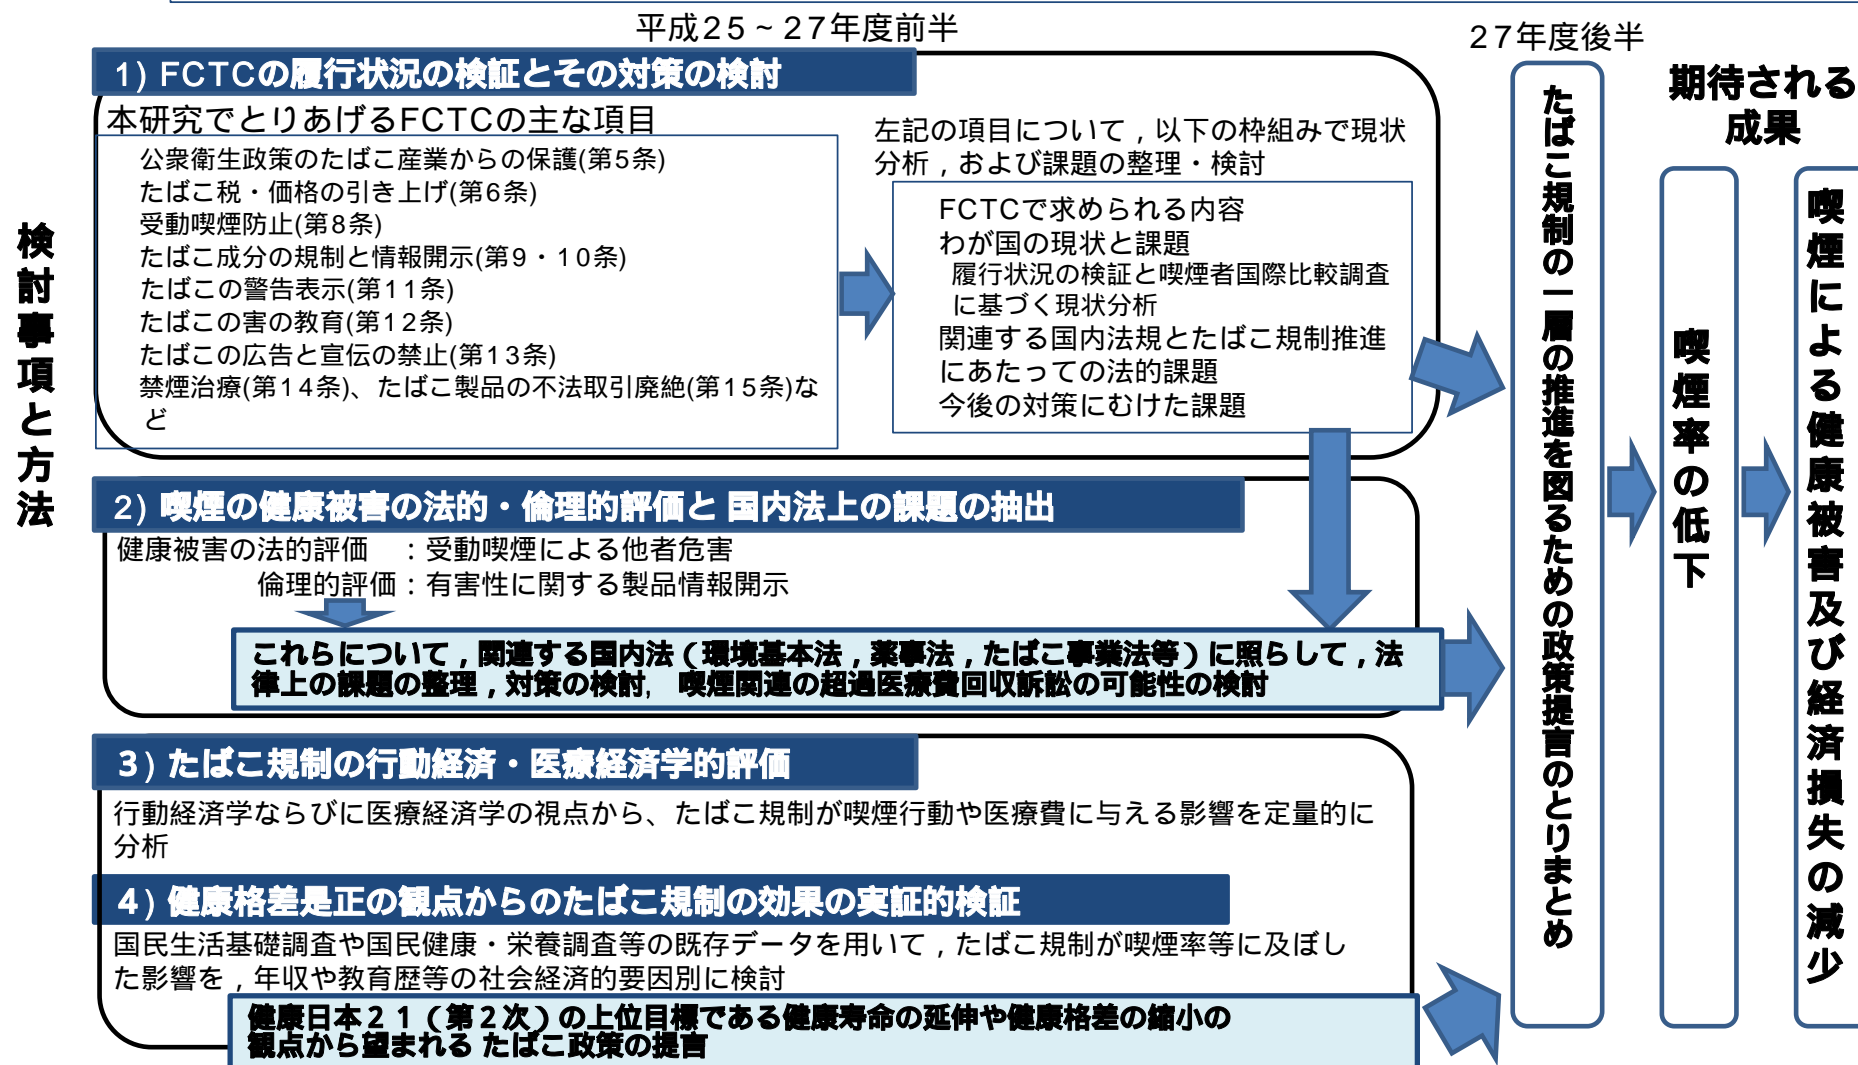 平成25~27年度前半
27年度後半
検討事項と方法
1) FCTCの履行状況の検証とその対策の検討
本研究でとりあげるFCTCの主な項目
公衆衛生政策のたばこ産業からの保護(第5条)
たばこ税・価格の引き上げ(第6条)
受動喫煙防止(第8条)
たばこ成分の規制と情報開示(第9・10条)
たばこの警告表示(第11条)
たばこの害の教育(第12条)
たばこの広告と宣伝の禁止(第13条)
禁煙治療(第14条)、たばこ製品の不法取引廃絶(第15条)な
ど
左記の項目について，以下の枠組みで現状
分析，および課題の整理・検討
FCTCで求められる内容
わが国の現状と課題
履行状況の検証と喫煙者国際比較調査
に基づく現状分析
関連する国内法規とたばこ規制推進
にあたっての法的課題
今後の対策にむけた課題
2) 喫煙の健康被害の法的・倫理的評価と 国内法上の課題の抽出
健康被害の法的評価　：受動喫煙による他者危害
倫理的評価：有害性に関する製品情報開示
これらについて，関連する国内法（環境基本法，薬事法，たばこ事業法等）に照らして，法
律上の課題の整理，対策の検討,　喫煙関連の超過医療費回収訴訟の可能性の検討
3) たばこ規制の行動経済・医療経済学的評価
行動経済学ならびに医療経済学の視点から、たばこ規制が喫煙行動や医療費に与える影響を定量的に
分析
4) 健康格差是正の観点からのたばこ規制の効果の実証的検証
国民生活基礎調査や国民健康・栄養調査等の既存データを用いて，たばこ規制が喫煙率等に及ぼし
た影響を，年収や教育歴等の社会経済的要因別に検討
健康日本２１（第２次）の上位目標である健康寿命の延伸や健康格差の縮小の
観点から望まれる たばこ政策の提言
たばこ規制の一層の推進を図るための政策提言のとりまとめ
期待される
成果
喫煙率の低下
喫煙による健康被害及び経済損失の減少